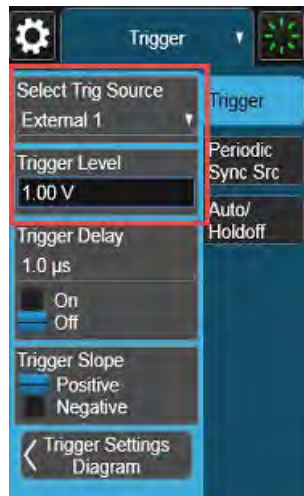 Trigger
Select Trig Source
External 1
Trigger Level
1.00 V
Trigger Delay
1.0 µs
On
Off
Trigger Slope
Positive
Negative
Trigger Settings
Diagram
Trigger
Periodic
Sync Src
Auto/
Holdoff